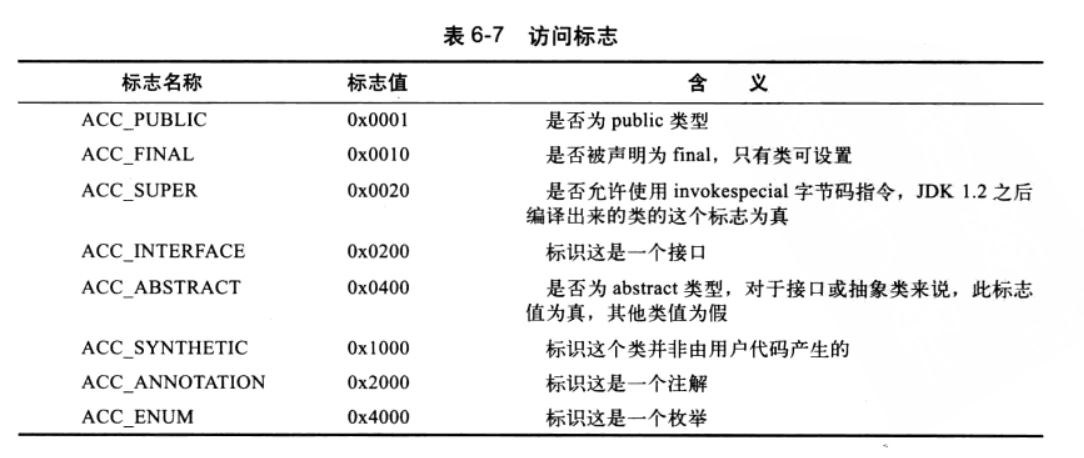 表 6-7 访问标志
标志名称 标志值 含 义
ACC_PUBLIC 0x0001 是否为 public 类型
ACC_FINAL 0x0010 是否被声明为 final，只有类可设置
ACC_SUPER 0x0020 是否允许使用 invokespecial 字节码指令，JDK 1.2 之后
编译出来的类的这个标志为真
ACC_INTERFACE 0x0200 标识这是一个接口
ACC_ABSTRACT 0x0400 是否为 abstract 类型，对于接口或抽象类来说，此标志
值为真，其他类值为假
ACC_SYNTHETIC 0x1000 标识这个类并非由用户代码产生的
ACC_ANNOTATION 0x2000 标识这是一个注解
ACC_ENUM 0x4000 标识这是一个枚举